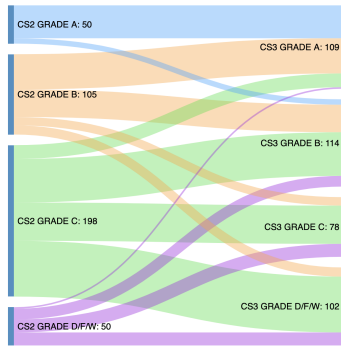 CS2 GRADE A: 50
CS3 GRADE A: 109
CS2 GRADE B: 105
CS3 GRADE B: 114
CS2 GRADE C: 198
CS3 GRADE C: 78
CS3 GRADE D/F/W: 102
CS2 GRADE D/F/W: 50